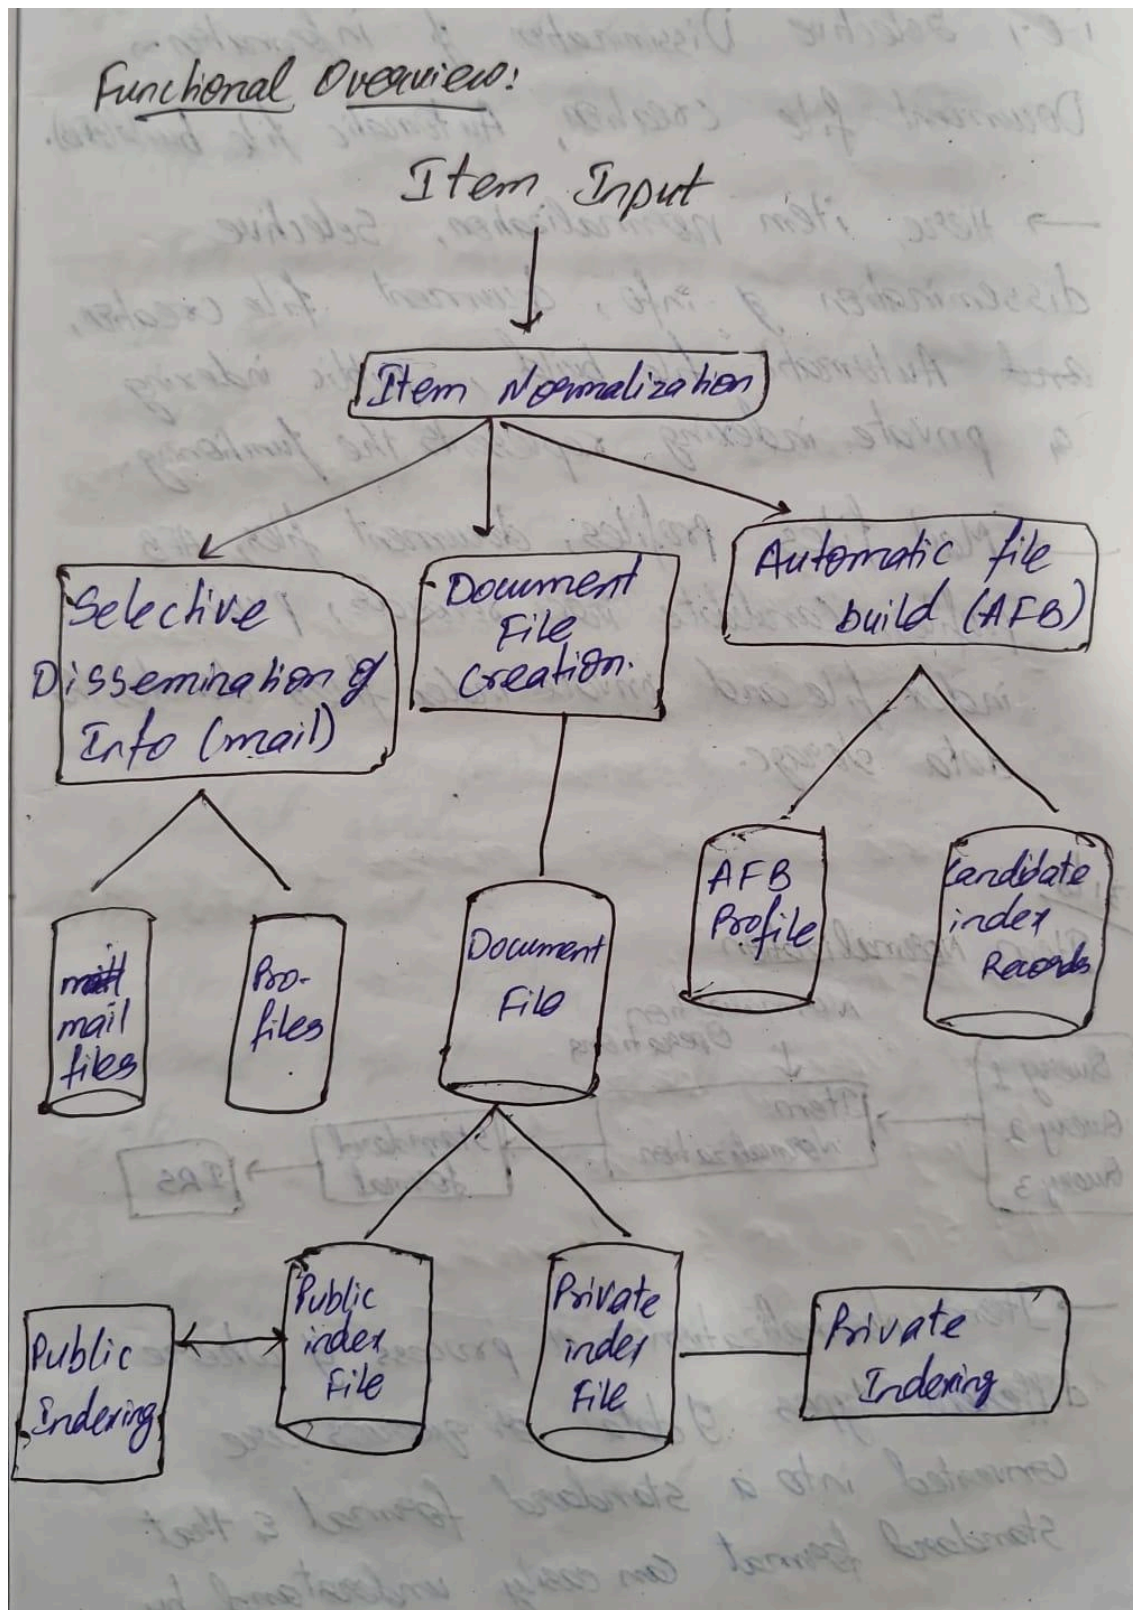 Functional Overview:
Item Input
Item Normalization
Selective
Dissemination of
Info (mail)
Document
File
Creation.
Automatic file
build (AFB)
mail
files
Pro-
files
Document
File
AFB
Profile
Candidate
index
Records
Public
Indexing
Public
index
File
Private
index
File
Private
Indexing